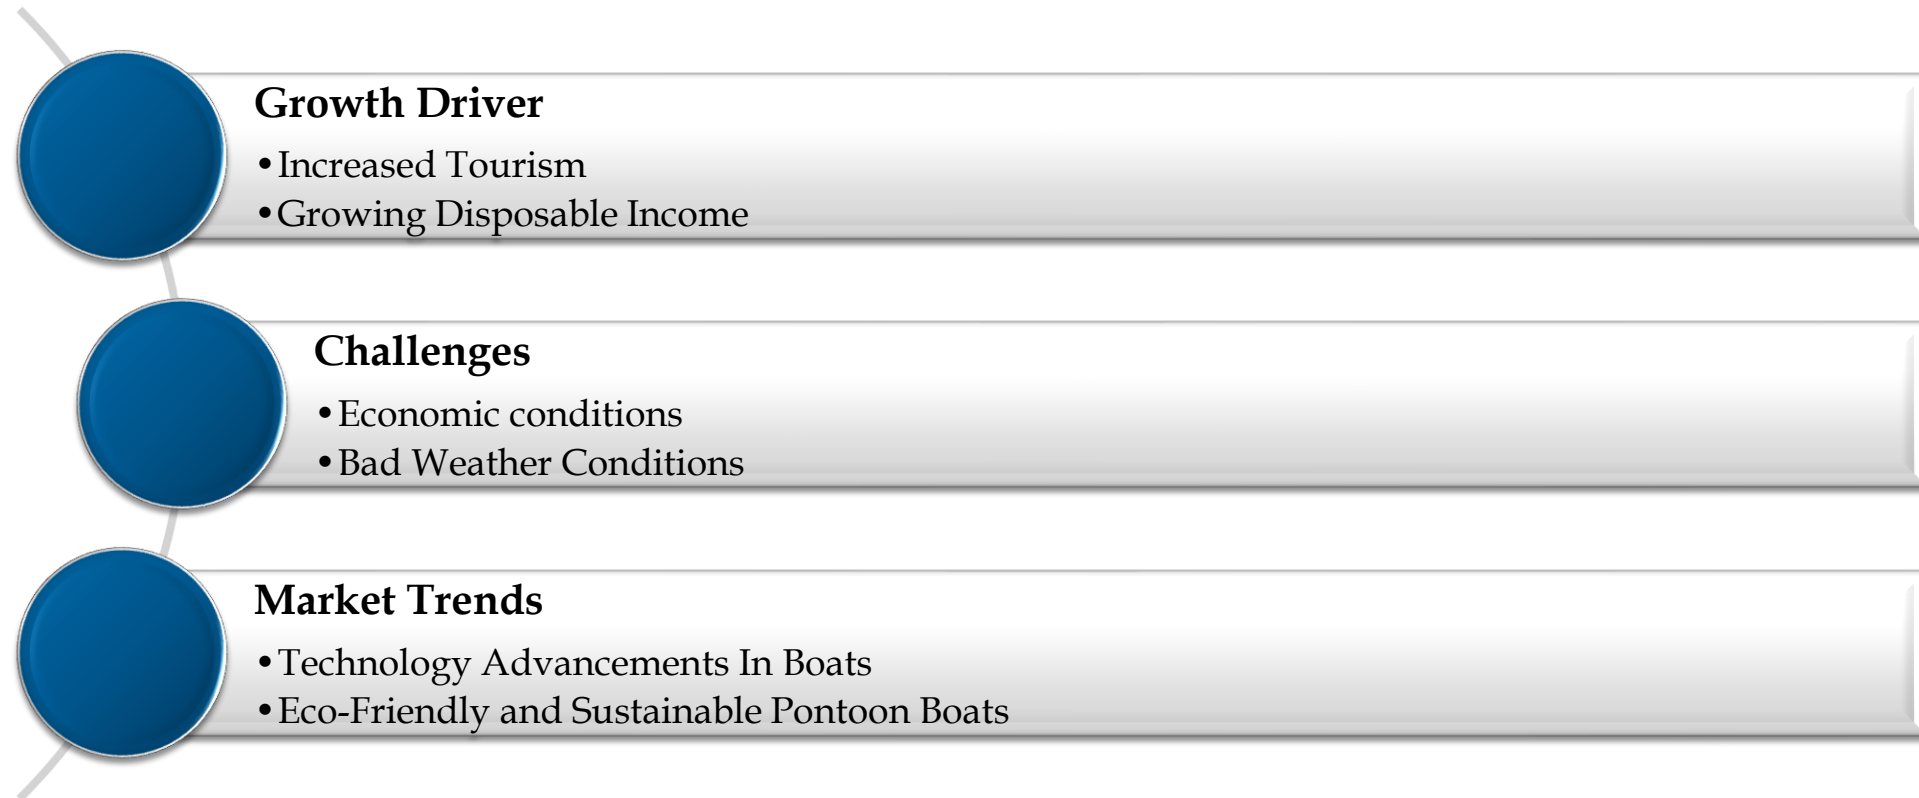 Growth Driver
•Increased Tourism
•Growing Disposable Income
Challenges
•Economic conditions
•Bad Weather Conditions
Market Trends
•Technology Advancements In Boats
•Eco-Friendly and Sustainable Pontoon Boats